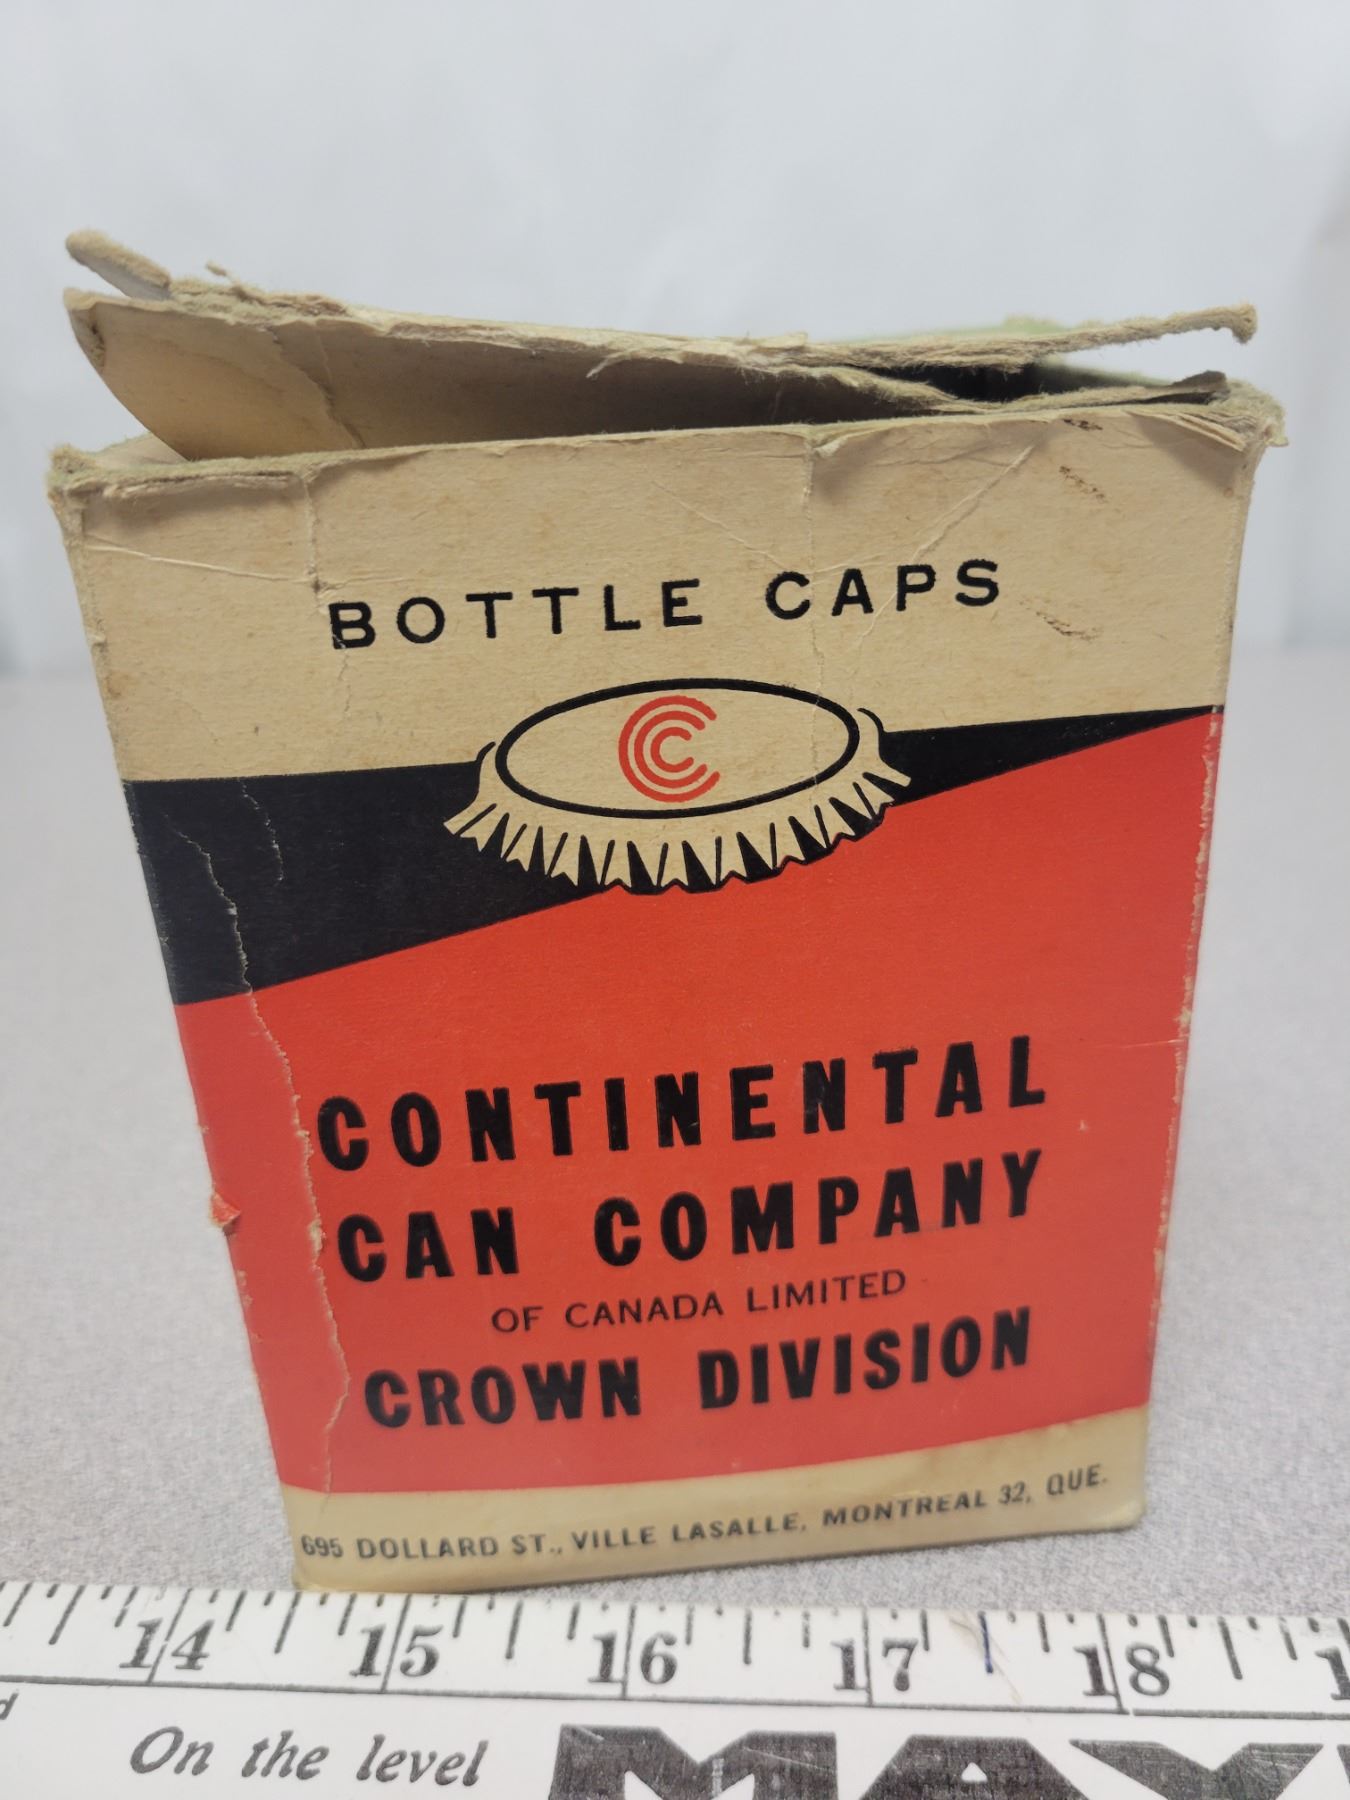 BOTTLE CAPS
CCC
CONTINENTAL
CAN COMPANY
OF CANADA LIMITED
CROWN DIVISION
695 DOLLARD ST., VILLE LASALLE, MONTREAL 32, QUE.
14 15 16 17 18
On the level